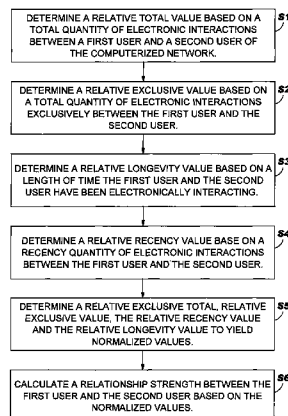 DETERMINE A RELATIVE TOTAL VALUE BASED ON A
TOTAL QUANTITY OF ELECTRONIC INTERACTIONS
BETWEEN A FIRST USER AND A SECOND USER OF
THE COMPUTERIZED NETWORK.
S1
DETERMINE A RELATIVE EXCLUSIVE VALUE BASED ON
A TOTAL QUANTITY OF ELECTRONIC INTERACTIONS
EXCLUSIVELY BETWEEN THE FIRST USER AND THE
SECOND USER.
S2
DETERMINE A RELATIVE LONGEVITY VALUE BASED ON A
LENGTH OF TIME THE FIRST USER AND THE SECOND
USER HAVE BEEN ELECTRONICALLY INTERACTING.
S3
DETERMINE A RELATIVE RECENCY VALUE BASE ON A
RECENCY QUANTITY OF ELECTRONIC INTERACTIONS
BETWEEN THE FIRST USER AND THE SECOND USER.
S4
DETERMINE A RELATIVE EXCLUSIVE TOTAL, RELATIVE
EXCLUSIVE VALUE, THE RELATIVE RECENCY VALUE
AND THE RELATIVE LONGEVITY VALUE TO YIELD
NORMALIZED VALUES.
S5
CALCULATE A RELATIONSHIP STRENGTH BETWEEN THE
FIRST USER AND THE SECOND USER BASED ON THE
NORMALIZED VALUES.
S6